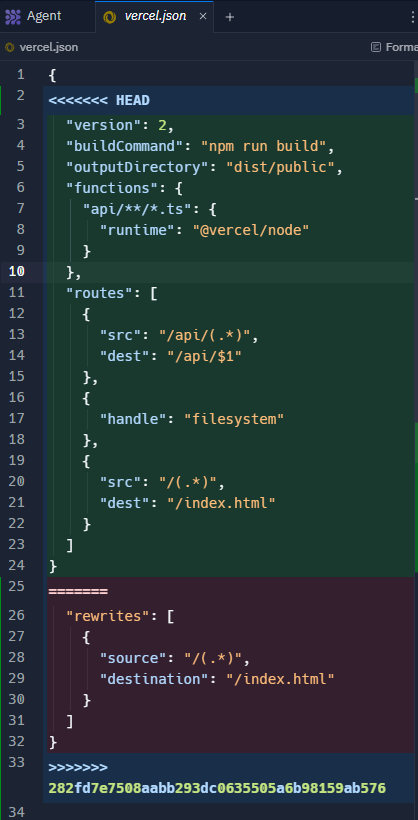 Agent
vercel.json × +
vercel.json Forma
1 {
2 <<<<<<< HEAD
3 "version": 2,
4 "buildCommand": "npm run build",
5 "outputDirectory": "dist/public",
6 "functions": {
7 "api/**/*.ts": {
8 "runtime": "@vercel/node"
9 }
10 },
11 "routes": [
12 {
13 "src": "/api/(.*)",
14 "dest": "/api/$1"
15 },
16 {
17 "handle": "filesystem"
18 },
19 {
20 "src": "/(.*)",
21 "dest": "/index.html"
22 }
23 ]
24 }
25 =======
26 "rewrites": [
27 {
28 "source": "/(.*)",
29 "destination": "/index.html"
30 }
31 ]
32 }
33 >>>>>>>
282fd7e7508aabb293dc0635505a6b98159ab576
34